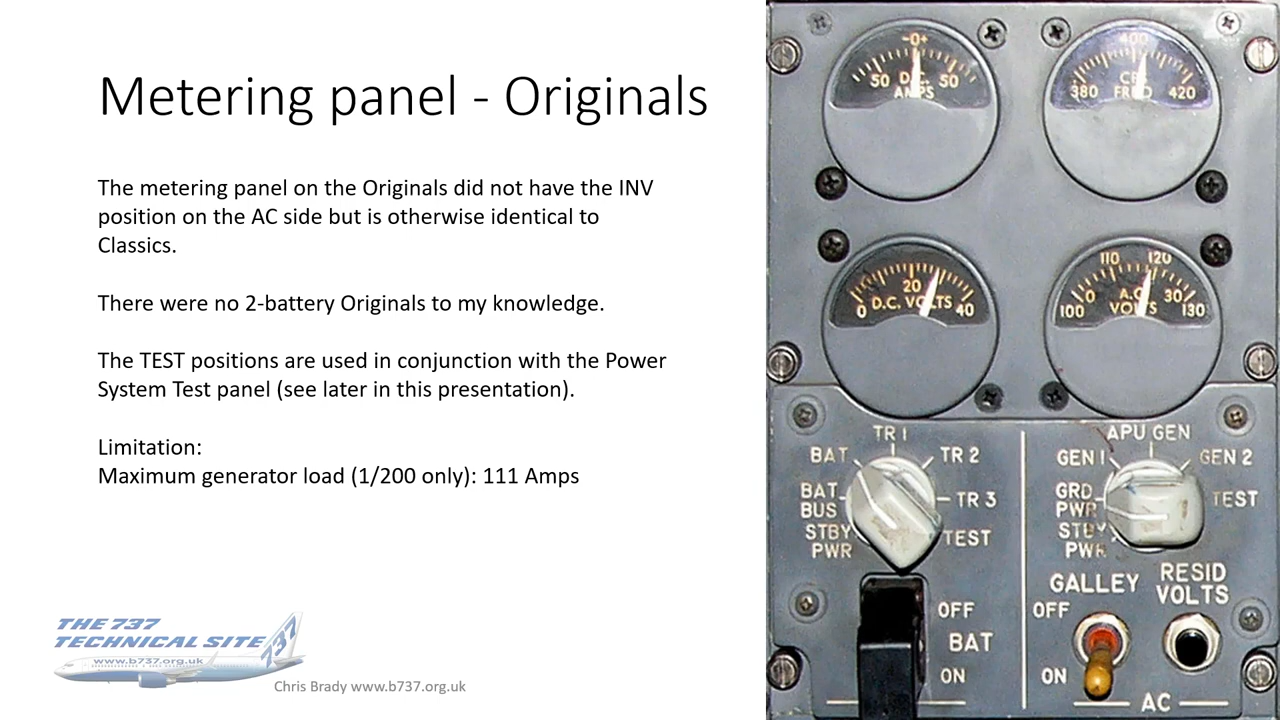 Metering panel - Originals
The metering panel on the Originals did not have the INV
position on the AC side but is otherwise identical to
Classics.
There were no 2-battery Originals to my knowledge.
The TEST positions are used in conjunction with the Power
System Test panel (see later in this presentation).
Limitation:
Maximum generator load (1/200 only): 111 Amps
THE 737
TECHNICAL SITE
737
www.b737.org.uk
Chris Brady www.b737.org.uk
-0+
50 D.C. 50
AMPS
400
CPS
380 FREQ 420
20
D.C. VOLTS
0 40
110 120
0 A.C. 30
100 VOLTS 130
TR 1
BAT TR 2
BAT BUS TR 3
STBY PWR TEST
APU GEN
GEN 1 GEN 2
GRD PWR TEST
STBY PWR
OFF
BAT
ON
GALLEY
OFF
ON
RESID
VOLTS
AC